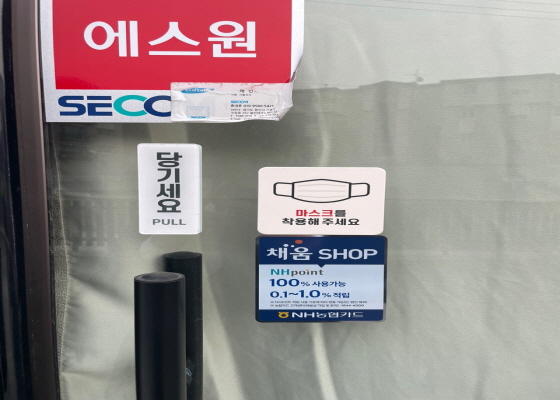 에스원
SECO
당기세요
PULL
마스크를
착용해 주세요
채움 SHOP
NHpoint
100% 사용가능
0.1~1.0% 적립
NH농협카드